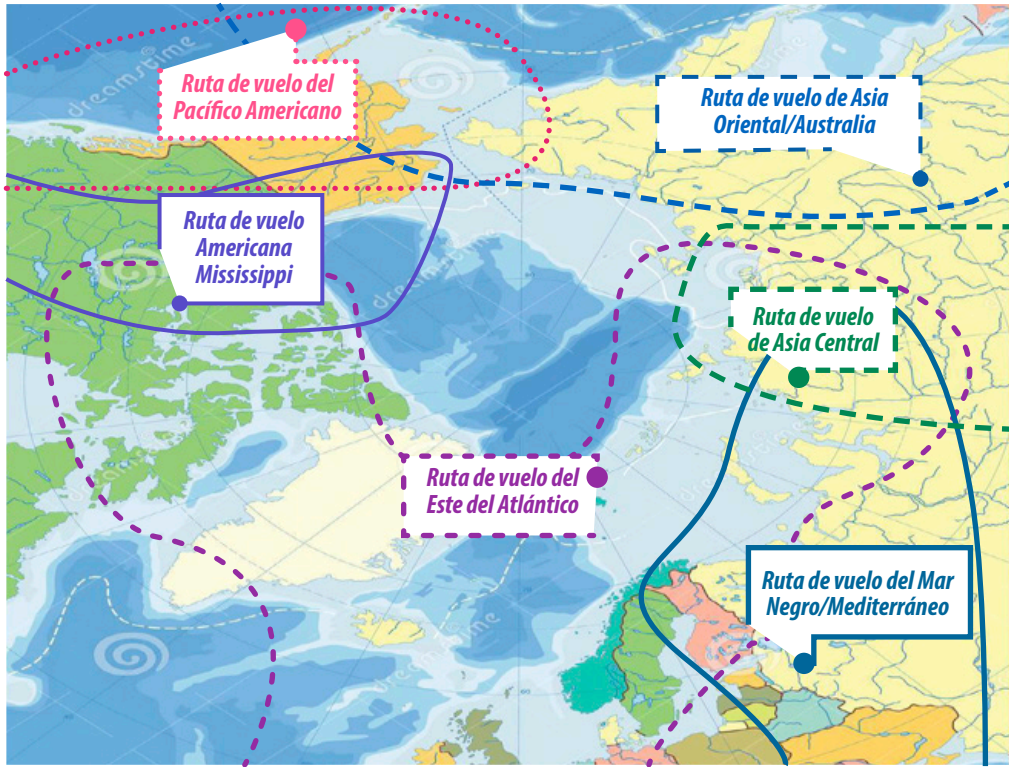 Ruta de vuelo del
Pacífico Americano
Ruta de vuelo de Asia
Oriental/Australia
Ruta de vuelo
Americana
Mississippi
Ruta de vuelo
de Asia Central
Ruta de vuelo del
Este del Atlántico
Ruta de vuelo del Mar
Negro/Mediterráneo
dreamstime
dreamstime